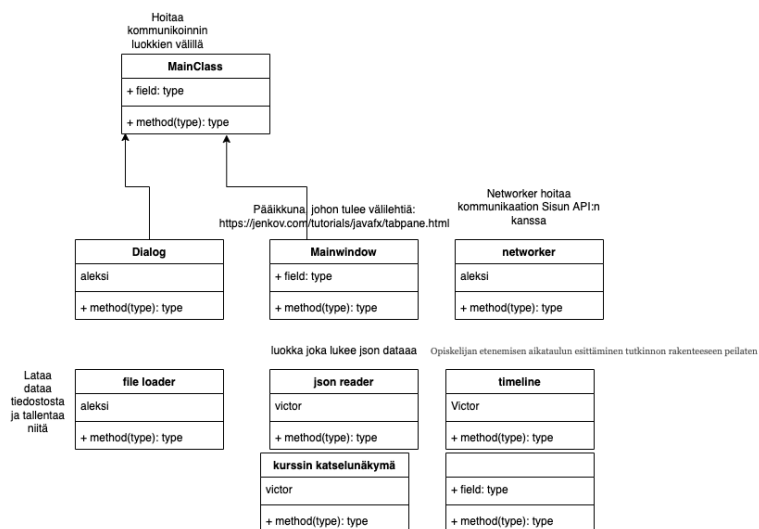 Hoitaa
kommunikoinnin
luokkien välillä
MainClass
+ field: type
+ method(type): type
Pääikkuna, johon tulee välilehtiä:
https://jenkov.com/tutorials/javafx/tabpane.html
Networker hoitaa
kommunikaation Sisun API:n
kanssa
Dialog
aleksi
+ method(type): type
Mainwindow
+ field: type
+ method(type): type
networker
aleksi
+ method(type): type
Lataa
dataa
tiedostosta
ja tallentaa
niitä
file loader
aleksi
+ method(type): type
luokka joka lukee json dataaa
json reader
victor
+ method(type): type
Opiskelijan etenemisen aikataulun esittäminen tutkinnon rakenteeseen peilaten
timeline
Victor
+ method(type): type
kurssin katselunäkymä
victor
+ method(type): type
+ field: type
+ method(type): type